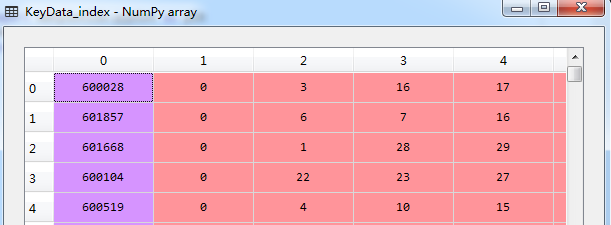 KeyData_index - NumPy array
0 1 2 3 4
0 600028 0 3 16 17
1 601857 0 6 7 16
2 601668 0 1 28 29
3 600104 0 22 23 27
4 600519 0 4 10 15